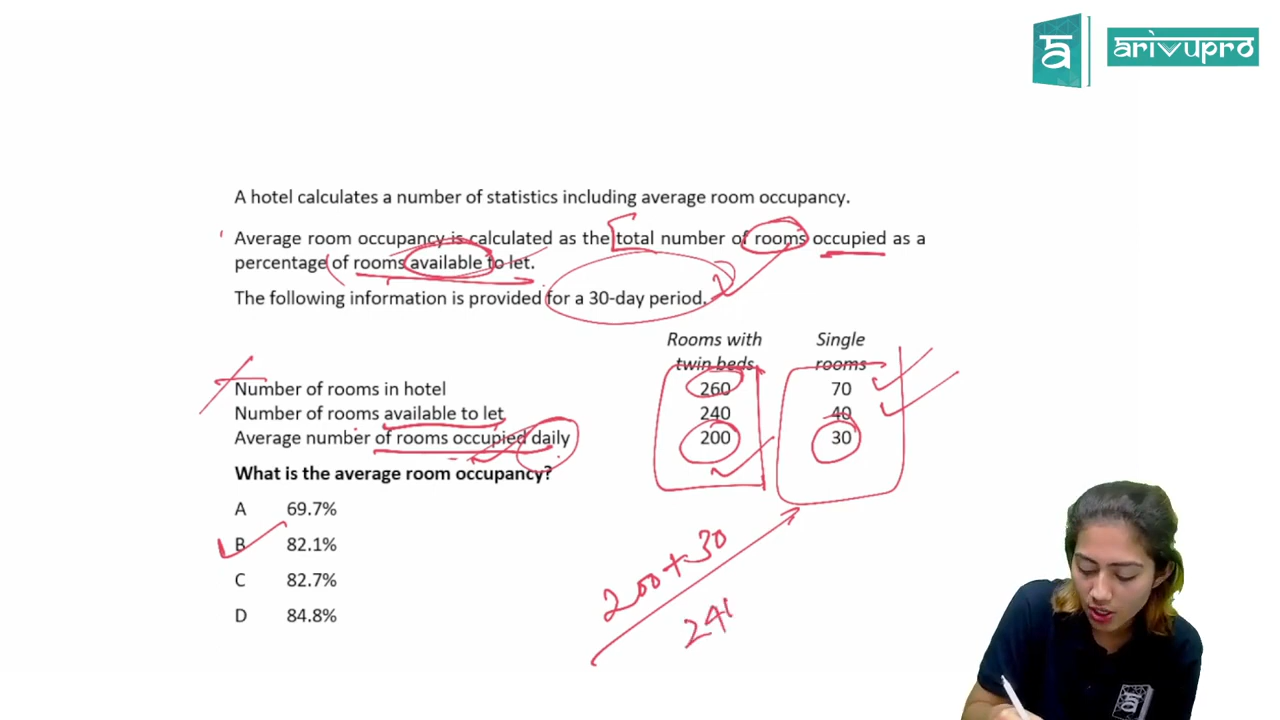 ā arivupro
A hotel calculates a number of statistics including average room occupancy.
Average room occupancy is calculated as the total number of rooms occupied as a
percentage of rooms available to let.
The following information is provided for a 30-day period.
Rooms with Single
twin beds rooms
Number of rooms in hotel 260 70
Number of rooms available to let 240 40
Average number of rooms occupied daily 200 30
What is the average room occupancy?
A 69.7%
B 82.1%
C 82.7%
D 84.8%
200 + 30
24